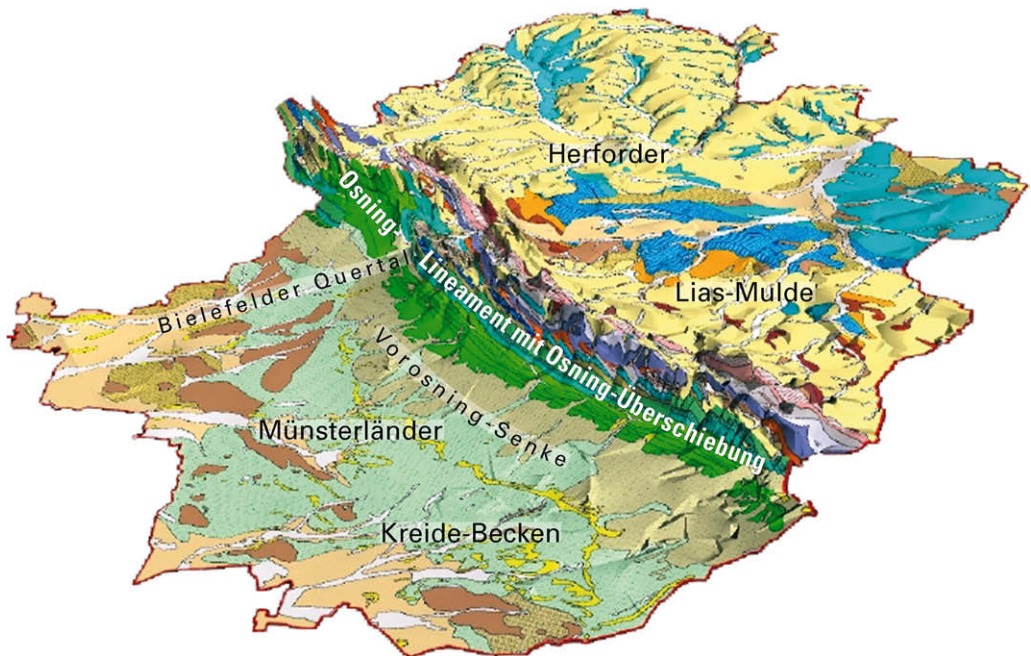 Herforder
Lias-Mulde
Osning-
Lineament mit Osning-Überschiebung
Bielefelder Quertal
Vorosning-Senke
Münsterländer
Kreide-Becken